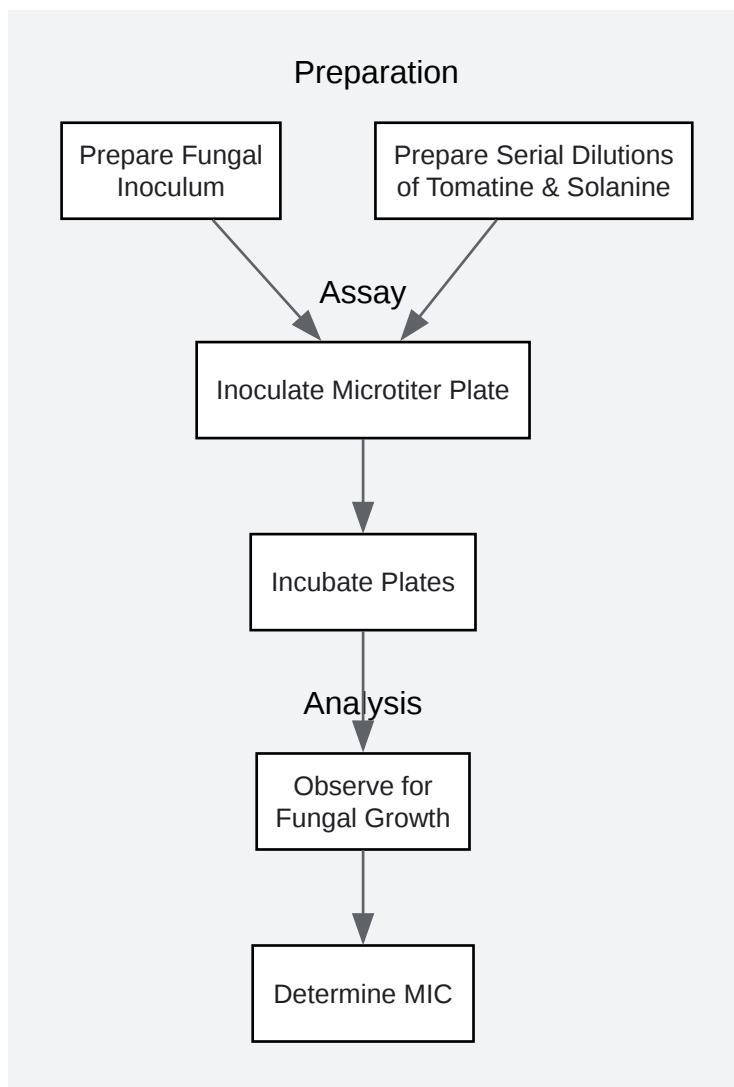 Preparation
Prepare Fungal
Inoculum
Prepare Serial Dilutions
of Tomatine & Solanine
Assay
Inoculate Microtiter Plate
Incubate Plates
Analysis
Observe for
Fungal Growth
Determine MIC